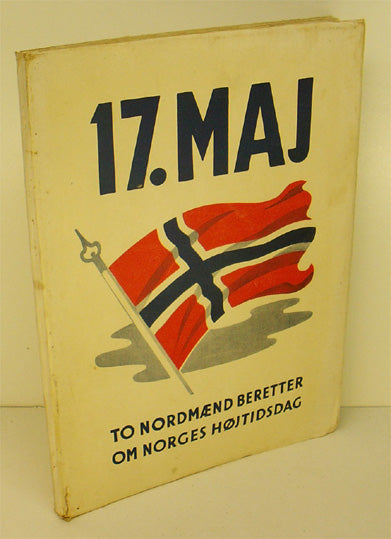 17. MAJ
TO NORDMÆND BERETTER
OM NORGES HØJTIDSDAG